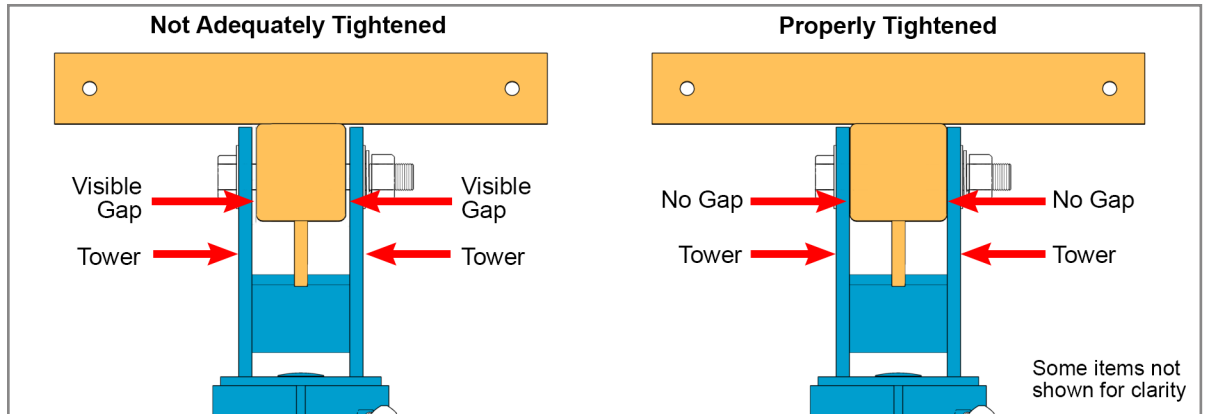 Not Adequately Tightened
Visible
Gap
Visible
Gap
Tower
Tower
Properly Tightened
No Gap
No Gap
Tower
Tower
Some items not
shown for clarity